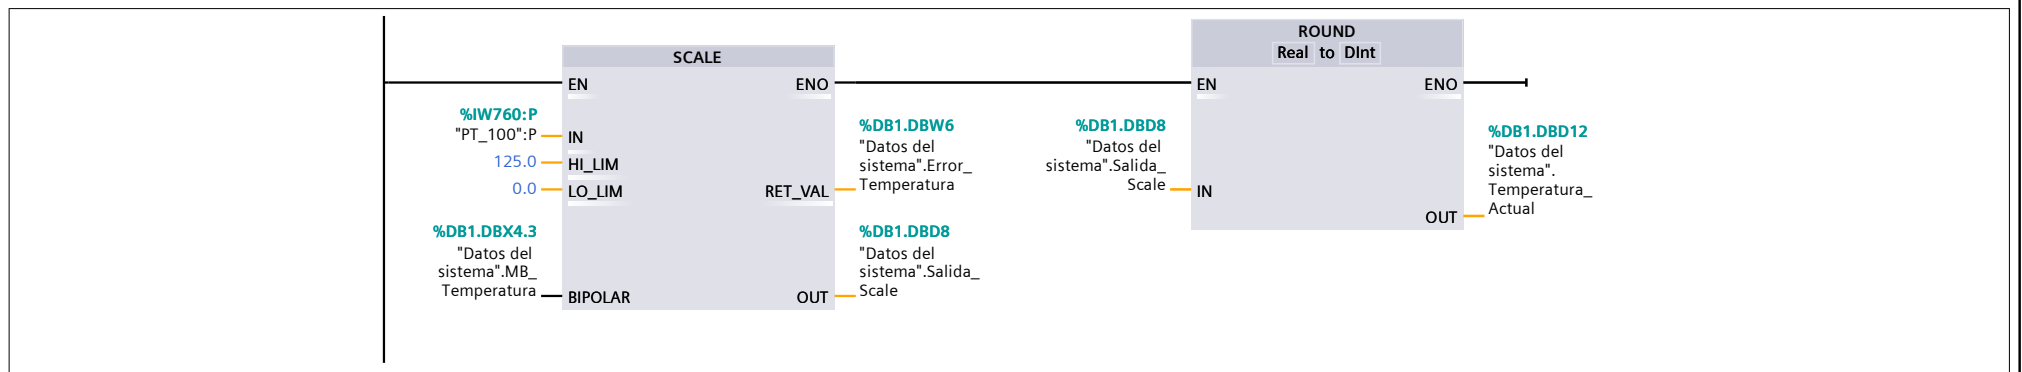 SCALE
EN
ENO
%IW760:P
"PT_100":P
IN
125.0
HI_LIM
0.0
LO_LIM
%DB1.DBX4.3
"Datos del
sistema".MB_
Temperatura
BIPOLAR
%DB1.DBW6
"Datos del
sistema".Error_
Temperatura
RET_VAL
%DB1.DBD8
"Datos del
sistema".Salida_
Scale
OUT
ROUND
Real to DInt
EN
ENO
%DB1.DBD8
"Datos del
sistema".Salida_
Scale
IN
%DB1.DBD12
"Datos del
sistema".
Temperatura_
Actual
OUT